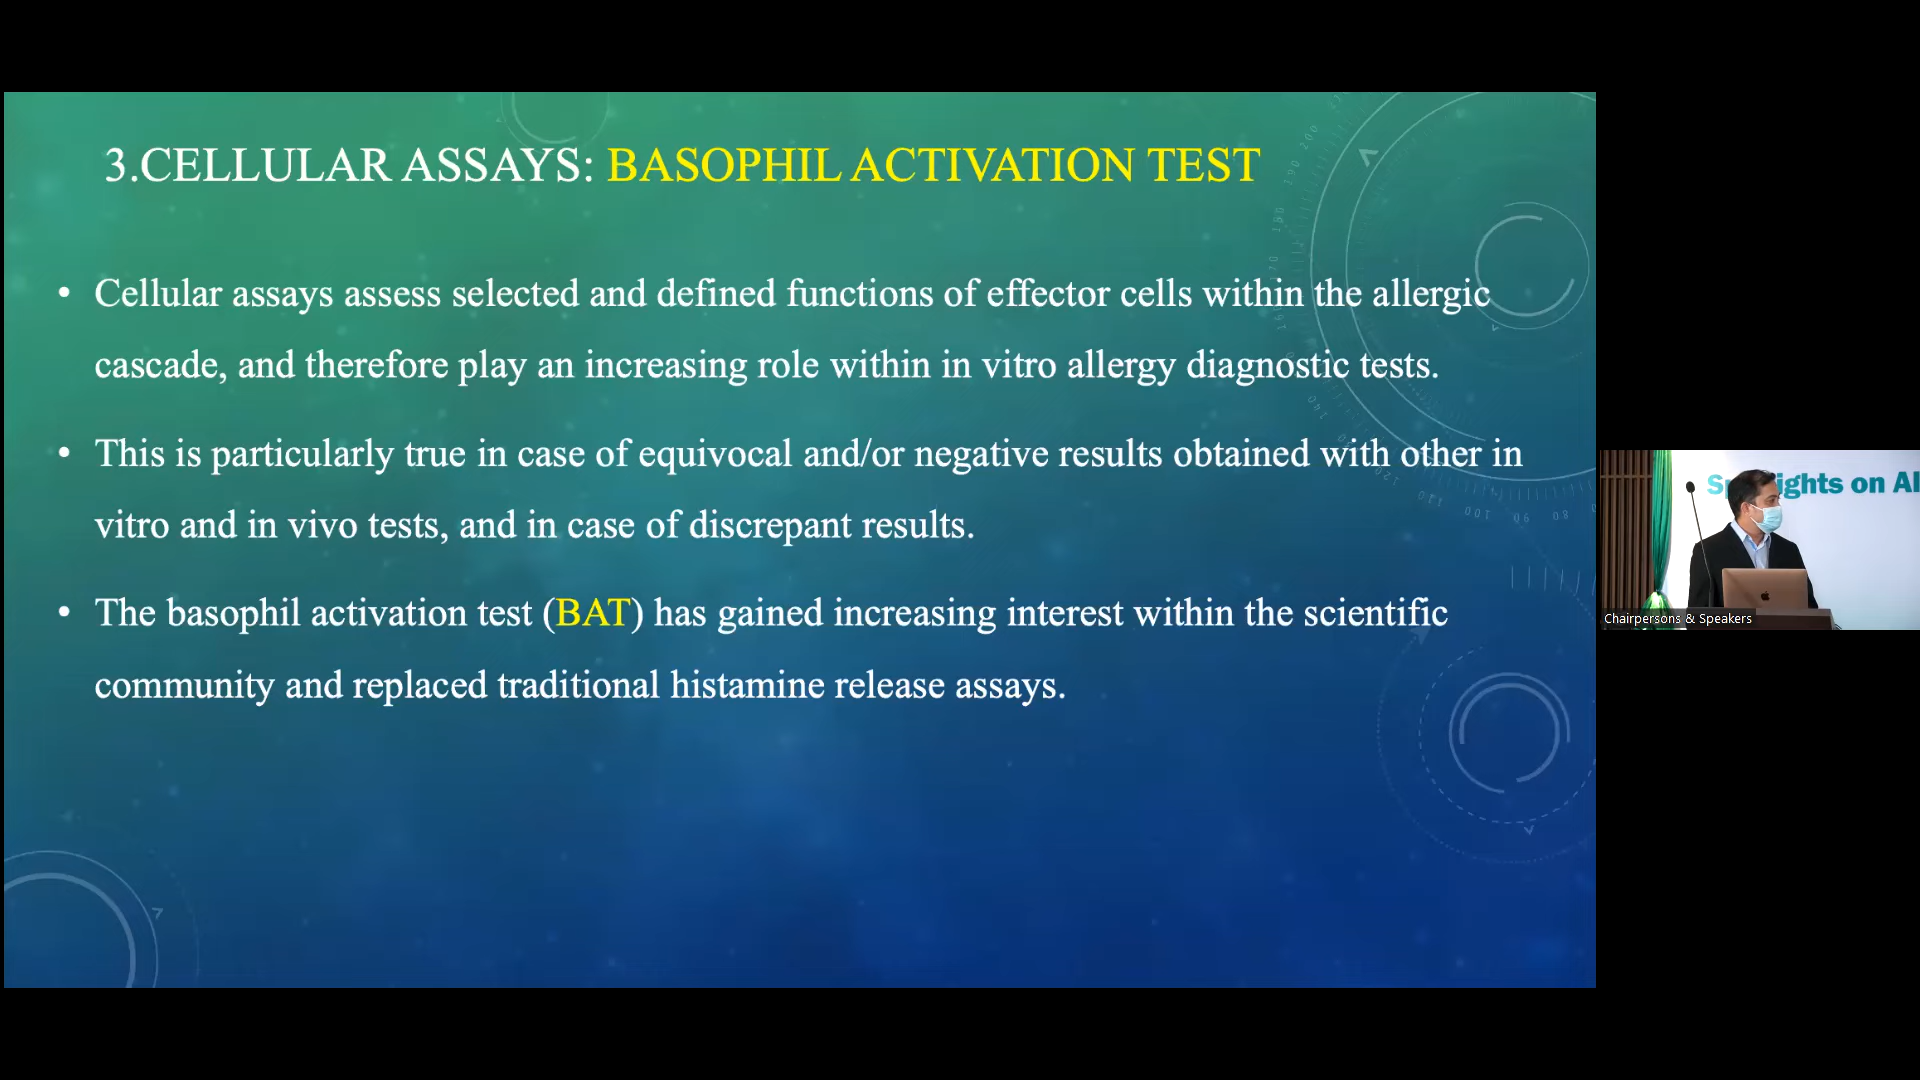 3.CELLULAR ASSAYS: BASOPHIL ACTIVATION TEST
• Cellular assays assess selected and defined functions of effector cells within the allergic
cascade, and therefore play an increasing role within in vitro allergy diagnostic tests.
• This is particularly true in case of equivocal and/or negative results obtained with other in
vitro and in vivo tests, and in case of discrepant results.
• The basophil activation test (BAT) has gained increasing interest within the scientific
community and replaced traditional histamine release assays.
ights on Al
Chairpersons & Speakers